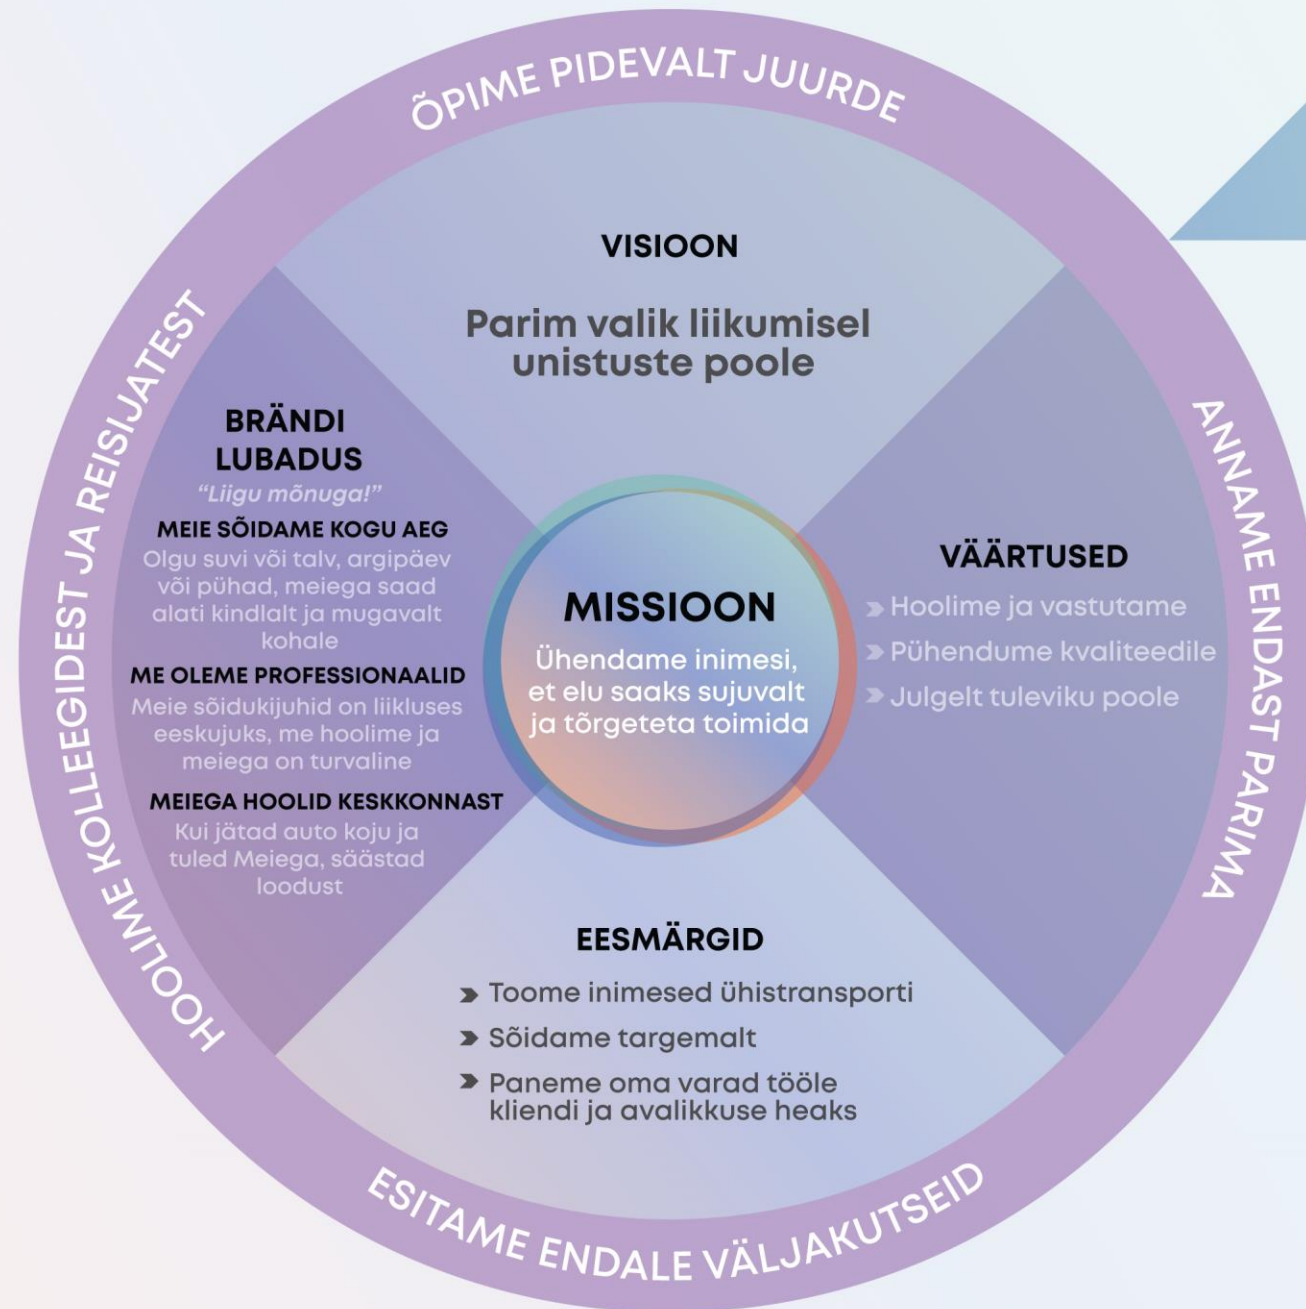 ÕPIME PIDEVALT JUURDE
VISIOON
Parim valik liikumisel
unistuste poole
HOOLIME KOLLEEGIDEST JA REISIJATEST
BRÄNDI
LUBADUS
“Liigu mõnuga!”
MEIE SÕIDAME KOGU AEG
Olgu suvi või talv, argipäev
või pühad, meiega saad
alati kindlalt ja mugavalt
kohale
ME OLEME PROFESSIONAALID
Meie sõidukijuhid on liikluses
eeskujuks, me hoolime ja
meiega on turvaline
MEIEGA HOOLID KESKKONNAST
Kui jätad auto koju ja
tuled Meiega, säästad
loodust
MISSIOON
Ühendame inimesi,
et elu saaks sujuvalt
ja tõrgeteta toimida
VÄÄRTUSED
Hoolime ja vastutame
Pühendume kvaliteedile
Julgelt tuleviku poole
ANNAME ENDAST PARIMA
EESMÄRGID
Toome inimesed ühistransporti
Sõidame targemalt
Paneme oma varad tööle
kliendi ja avalikkuse heaks
ESITAME ENDALE VÄLJAKUTSEID